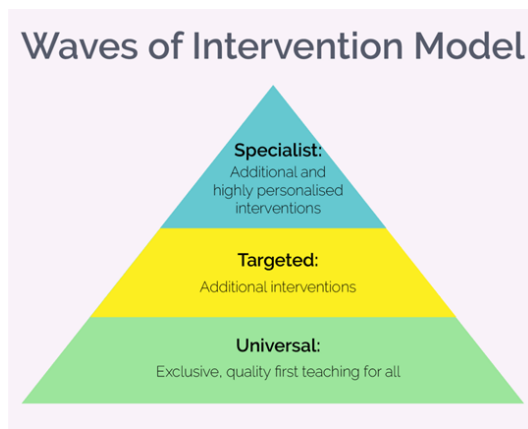 Waves of Intervention Model
Specialist:
Additional and
highly personalised
interventions
Targeted:
Additional interventions
Universal:
Exclusive, quality first teaching for all